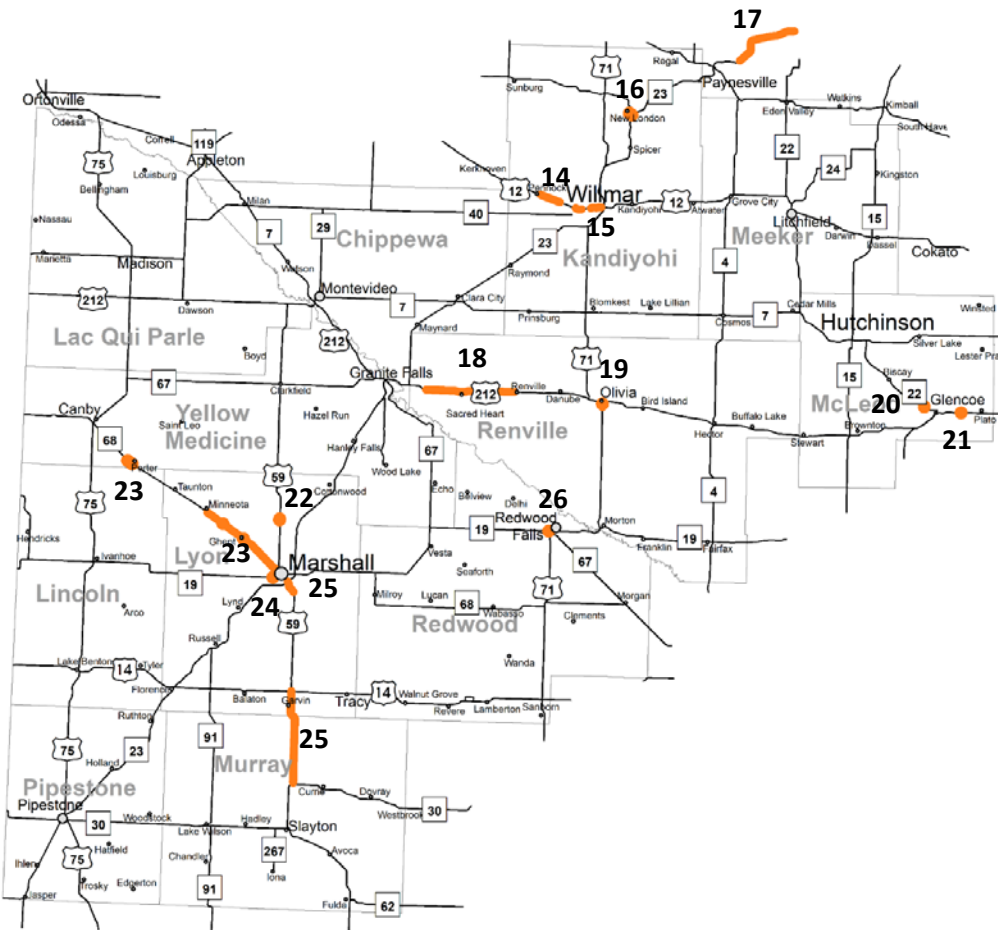 17
Regal
71
Paynesville
Sunburg
Ortonville
16
23
Watkins
Kimball
Odessa
New London
Eden Valley
South Hav
Correll
119
Appleton
22
75
Spicer
Louisburg
Kerkhoven
24
Bellingham
14
Kingston
12
Pennock
Willmar
12
Milan
Kandiyohi
Atwater
Grove City
Nassau
40
15
Litchfield
15
29
Chippewa
23
Meeker
Darwin
7
Kandiyohi
Dassel
Cokato
Marietta
Madison
Watson
Raymond
4
212
Montevideo
7
Clara City
Blomkest
Lake Lillian
Cedar Mills
Winsted
Dawson
Prinsburg
Cosmos
7
Hutchinson
Lac Qui Parle
212
Maynard
Silver Lake
Boyd
71
Lester Pra
Granite Falls
18
19
15
Biscay
67
Clarkfield
212
Renville
Olivia
20
22
Glencoe
Canby
Yellow
Medicine
Hazel Run
Sacred Heart
Danube
Bird Island
McLe
Plato
Saint Leo
Renville
Buffalo Lake
Brownton
21
68
Hanley Falls
67
Hector
Stewart
Porter
Wood Lake
23
59
Taunton
Cottonwood
Echo
Belview
Delhi
4
75
Minneota
22
26
19
Redwood
Falls
Morton
Hendricks
Ghent
23
Franklin
19
Fairfax
Ivanhoe
Lyon
Marshall
Vesta
67
Lincoln
19
24
25
Seaforth
71
Arco
Lynd
Milroy
Lucan
68
Wabasso
Morgan
59
Redwood
Clements
Russell
Lake Benton
14
Tyler
Wanda
Florence
Balaton
Garvin
Tracy
14
Walnut Grove
Lamberton
Sanborn
Ruthton
Revere
75
23
91
25
Holland
Murray
Pipestone
Currie
Dovray
Pipestone
30
Woodstock
Westbrook
30
Lake Wilson
Hadley
Slayton
Hatfield
267
Ihlen
75
Chandler
Avoca
Trosky
Edgerton
Iona
Jasper
91
Fulda
62